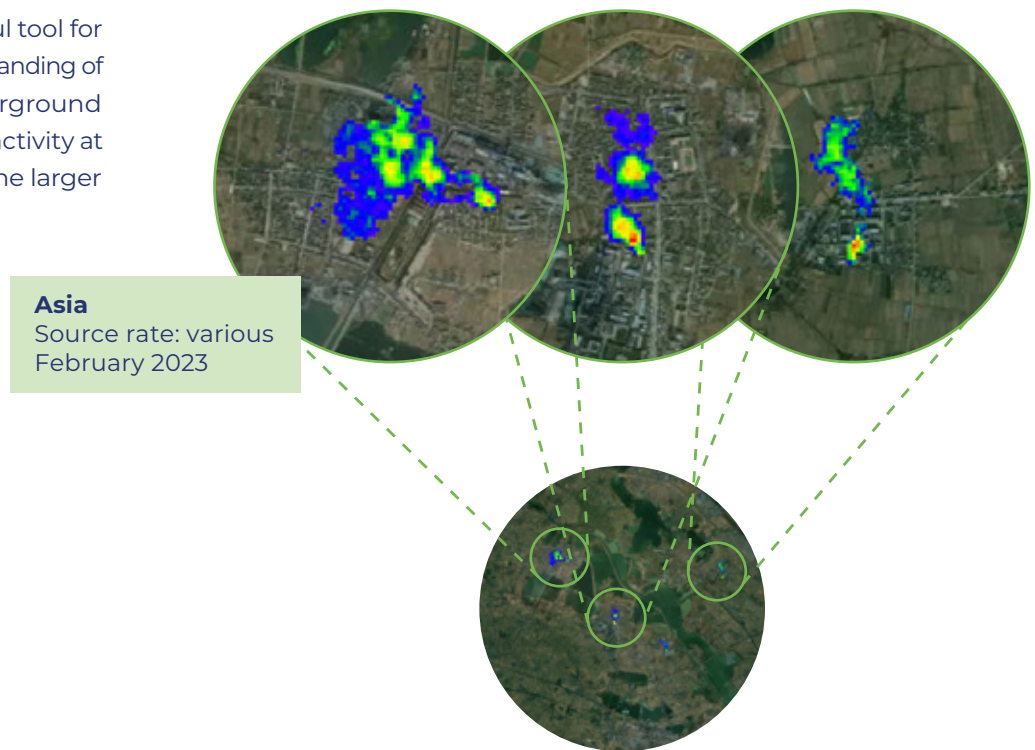 ul tool for
anding of
rground
ctivity at
he larger
Asia
Source rate: various
February 2023